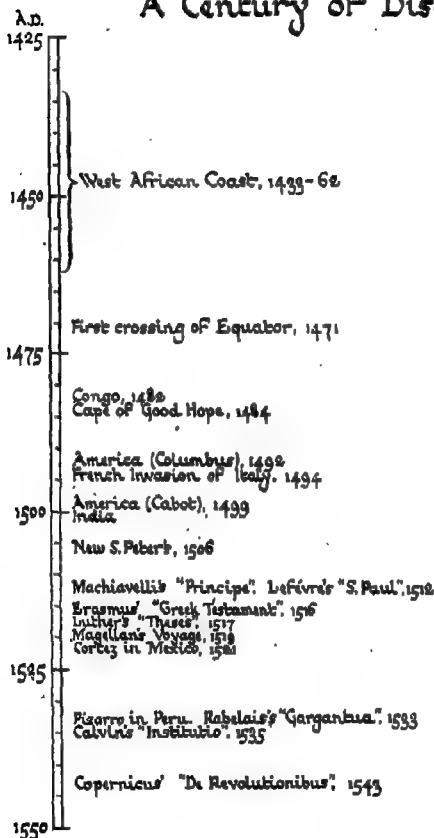 A Century of Dis
A.D.
1425
West African Coast, 1433-62
1450
First crossing of Equator, 1471
1475
Congo, 1482
Cape of Good Hope, 1484
America (Columbus), 1492
French Invasion of Italy. 1494
America (Cabot), 1499
1500
India
New S. Peter's, 1506
Machiavelli's "Principe". Lefévre's "S. Paul", 1512
Erasmus' "Greek Testament". 1516
Luther's "Theses". 1517
Magellan's Voyage, 1519
Cortez in Mexico, 1521
1545
Pizarro in Peru. Rabelais's "Gargantua". 1533
Calvin's "Institutio". 1535
Copernicus' "De Revolutionibus", 1543
1550